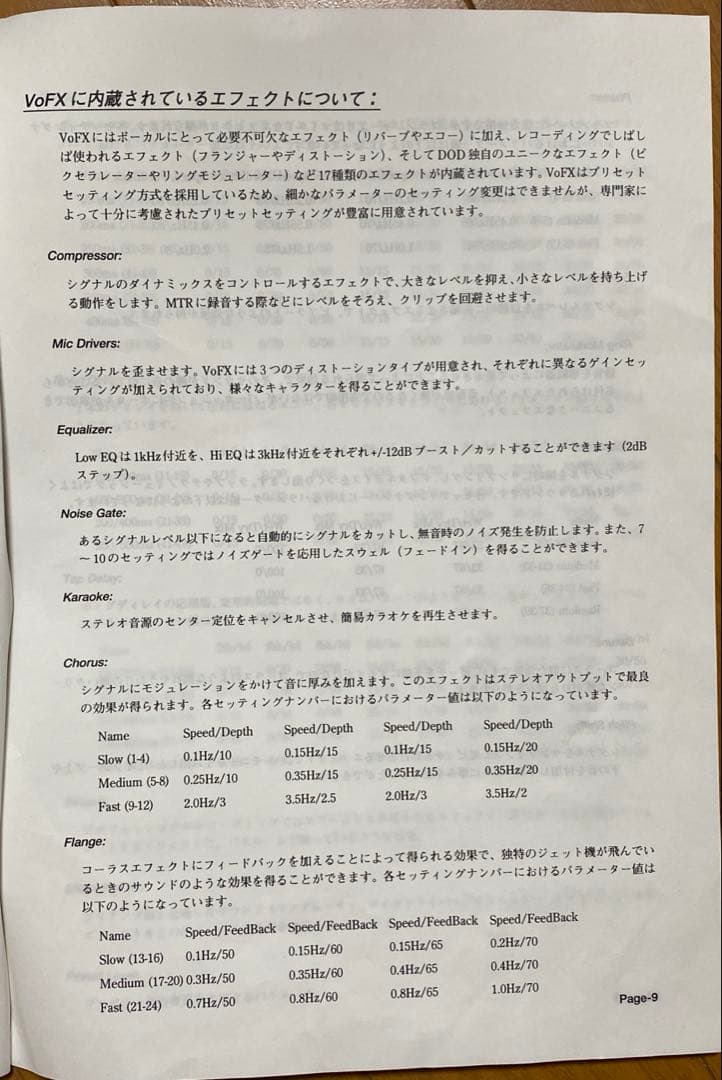 VoFXに内蔵されているエフェクトについて：
VoFXにはボーカルにとって必要不可欠なエフェクト（リバーブやエコー）に加え、レコーディングでしばし
ば使われるエフェクト（フランジャーやディストーション）、そしてDOD独自のユニークなエフェクト（ピ
クセラレーターやリングモジュレーター）など17種類のエフェクトが内蔵されています。VoFXはプリセット
セッティング方式を採用しているため、細かなパラメーターのセッティング変更はできませんが、専門家に
よって十分に考慮されたプリセットセッティングが豊富に用意されています。
Compressor:
シグナルのダイナミックスをコントロールするエフェクトで、大きなレベルを抑え、小さなレベルを持ち上げ
る動作をします。MTRに録音する際などにレベルをそろえ、クリップを回避させます。
Mic Drivers:
シグナルを歪ませます。VoFXには3つのディストーションタイプが用意され、それぞれに異なるゲインセッ
ティングが加えられており、様々なキャラクターを得ることができます。
Equalizer:
Low EQは1kHz付近を、Hi EQは3kHz付近をそれぞれ+/-12dBブースト／カットすることができます（2dB
ステップ）。
Noise Gate:
あるシグナルレベル以下になると自動的にシグナルをカットし、無音時のノイズ発生を防止します。また、7
～10のセッティングではノイズゲートを応用したスウェル（フェードイン）を得ることができます。
Karaoke:
ステレオ音源のセンター定位をキャンセルさせ、簡易カラオケを再生させます。
Chorus:
シグナルにモジュレーションをかけて音に厚みを加えます。このエフェクトはステレオアウトプットで最良
の効果が得られます。各セッティングナンバーにおけるパラメーター値は以下のようになっています。
Name Speed/Depth Speed/Depth Speed/Depth Speed/Depth
Slow (1-4) 0.1Hz/10 0.15Hz/15 0.1Hz/15 0.15Hz/20
Medium (5-8) 0.25Hz/10 0.35Hz/15 0.25Hz/15 0.35Hz/20
Fast (9-12) 2.0Hz/3 3.5Hz/2.5 2.0Hz/3 3.5Hz/2
Flange:
コーラスエフェクトにフィードバックを加えることによって得られる効果で、独特のジェット機が飛んでい
るときのサウンドのような効果を得ることができます。各セッティングナンバーにおけるパラメーター値は
以下のようになっています。
Name Speed/FeedBack Speed/FeedBack Speed/FeedBack Speed/FeedBack
Slow (13-16) 0.1Hz/50 0.15Hz/60 0.15Hz/65 0.2Hz/70
Medium (17-20) 0.3Hz/50 0.35Hz/60 0.4Hz/65 0.4Hz/70
Fast (21-24) 0.7Hz/50 0.8Hz/60 0.8Hz/65 1.0Hz/70
Page-9